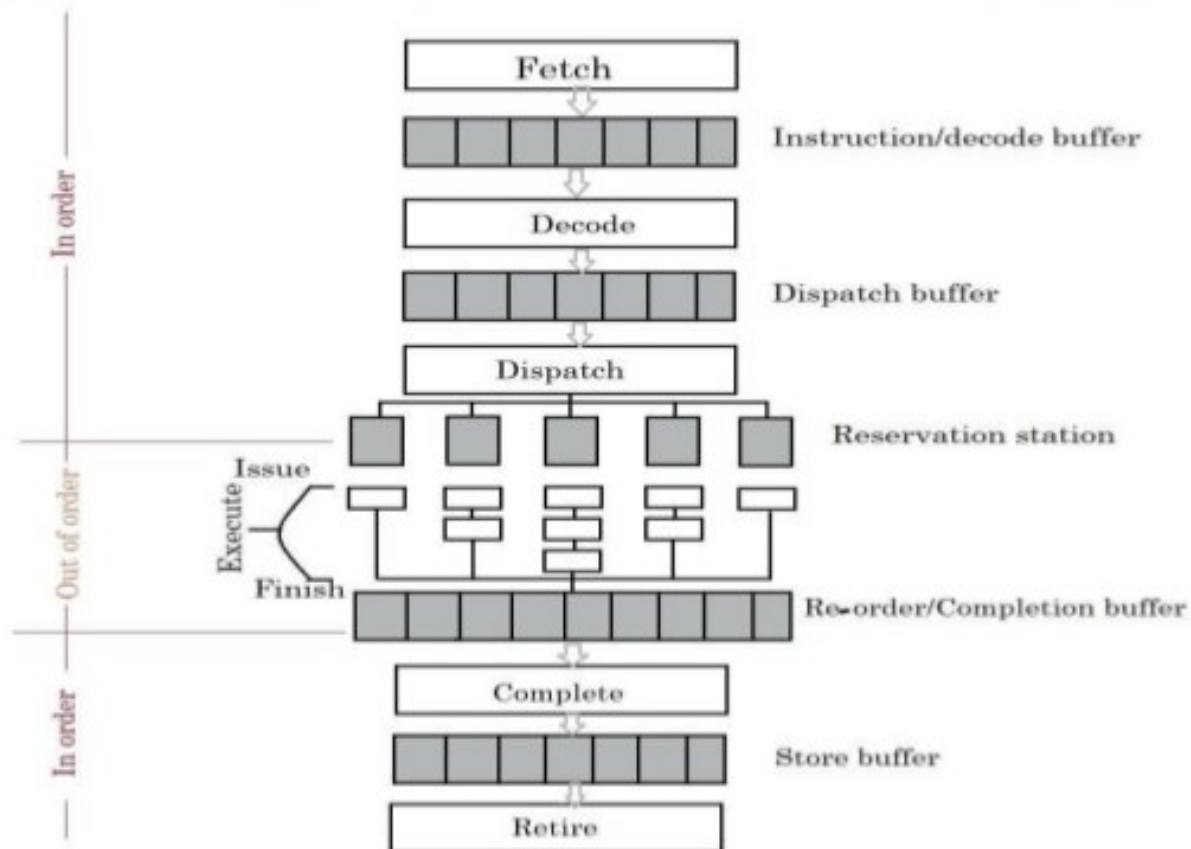 Fetch
Instruction/decode buffer
Decode
Dispatch buffer
Dispatch
Reservation station
In order
Issue
Execute
Out of order
Finish
Re-order/Completion buffer
Complete
In order
Store buffer
Retire